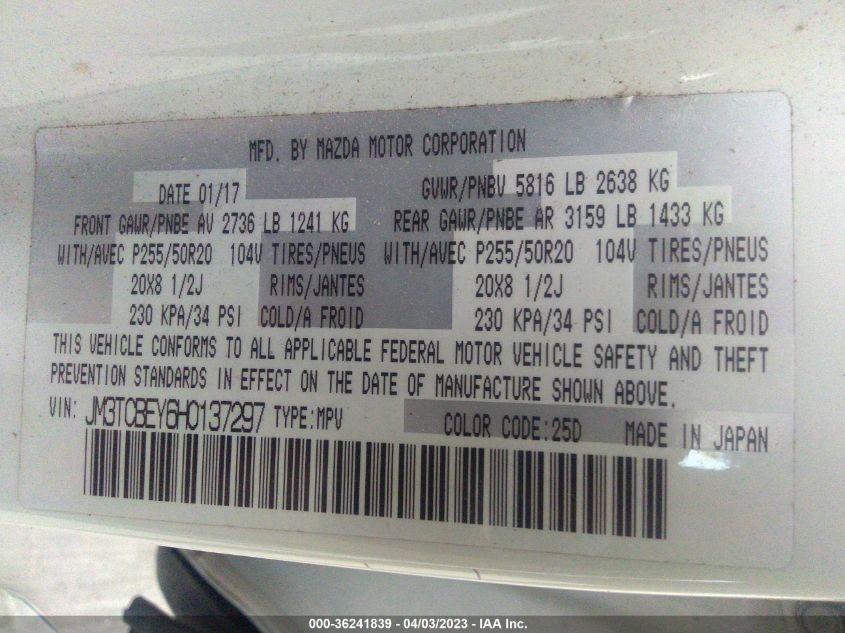 MFD. BY MAZDA MOTOR CORPORATION
DATE 01/17 GVWR/PNBV 5816 LB 2638 KG
FRONT GAWR/PNBE AV 2736 LB 1241 KG REAR GAWR/PNBE AR 3159 LB 1433 KG
WITH/AVEC P255/50R20 104V TIRES/PNEUS WITH/AVEC P255/50R20 104V TIRES/PNEUS
20X8 1/2J RIMS/JANTES 20X8 1/2J RIMS/JANTES
230 KPA/34 PSI COLD/A FROID 230 KPA/34 PSI COLD/A FROID
THIS VEHICLE CONFORMS TO ALL APPLICABLE FEDERAL MOTOR VEHICLE SAFETY AND THEFT
PREVENTION STANDARDS IN EFFECT ON THE DATE OF MANUFACTURE SHOWN ABOVE.
VIN: JM3TCBEY6H0137297 TYPE:MPV COLOR CODE:25D MADE IN JAPAN
000-36241839 - 04/03/2023 - IAA Inc.